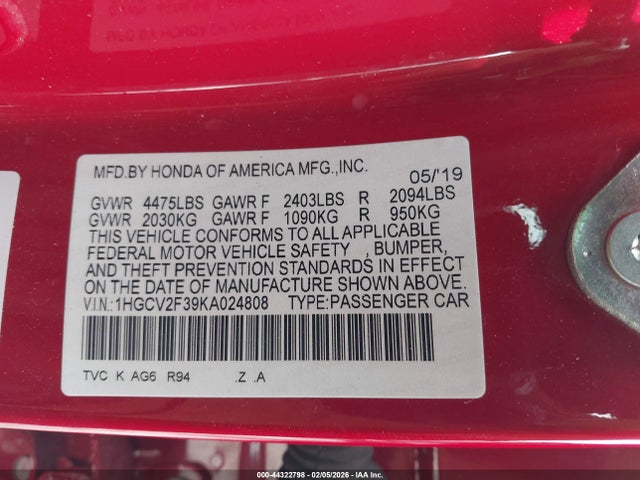 MFD.BY HONDA OF AMERICA MFG.,INC. 05/'19
GVWR 4475LBS GAWR F 2403LBS R 2094LBS
GVWR 2030KG GAWR F 1090KG R 950KG
THIS VEHICLE CONFORMS TO ALL APPLICABLE
FEDERAL MOTOR VEHICLE SAFETY , BUMPER,
AND THEFT PREVENTION STANDARDS IN EFFECT
ON THE DATE OF MANUFACTURE SHOWN ABOVE.
V.I.N.:1HGCV2F39KA024808 TYPE:PASSENGER CAR
TVC K AG6 R94 .Z .A
000-44322798 - 02/05/2026 - IAA Inc.